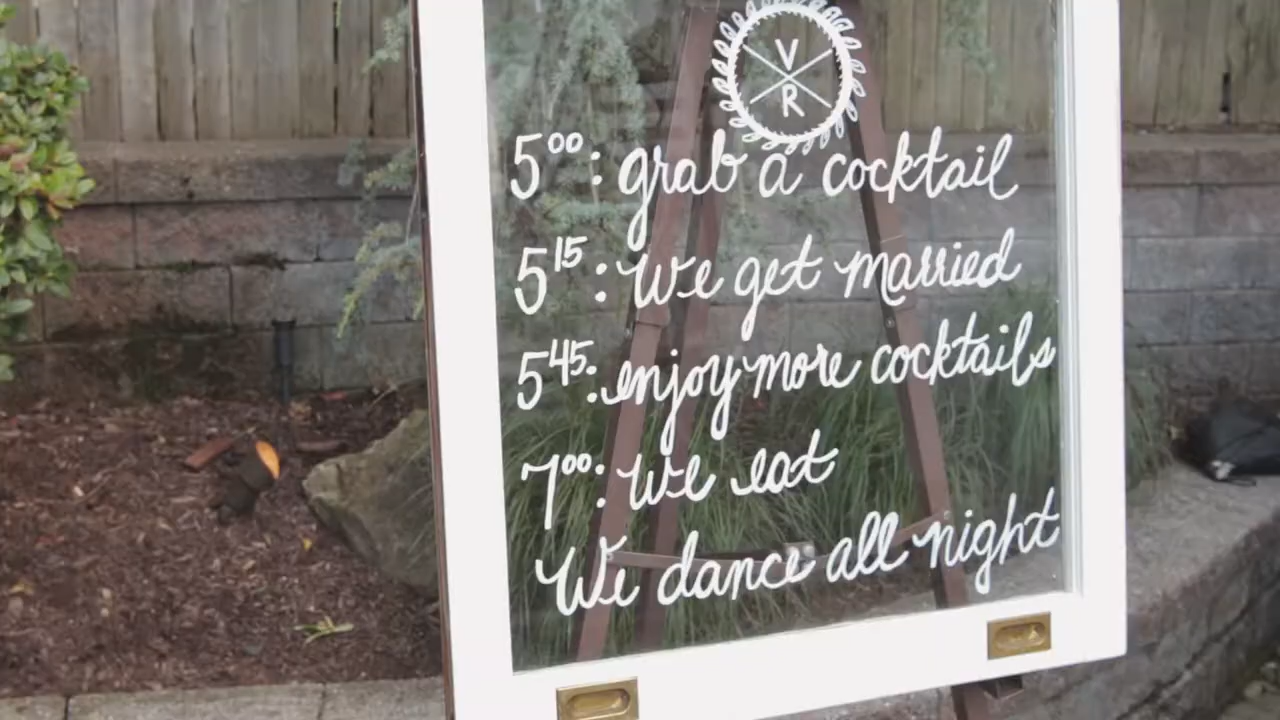 V
R
500: grab a cocktail
515: We get married
545: enjoy more cocktails
700: We eat
We dance all night